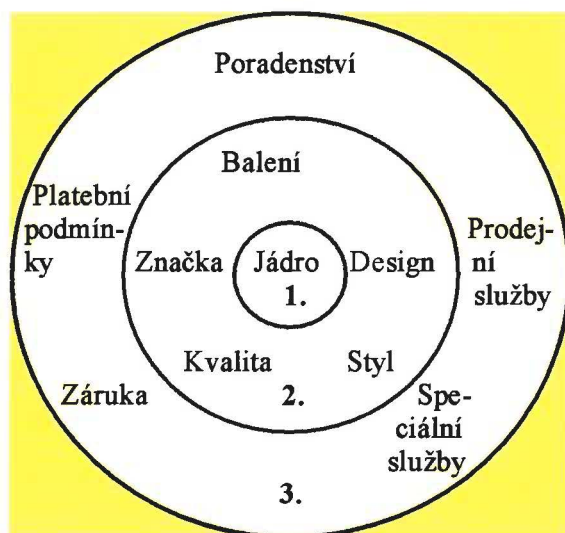 Poradenství
Balení
Platební
podmín-
ky
Značka
Jádro
1.
Design
Prodej-
ní
služby
Kvalita
Styl
2.
Záruka
Spe-
ciální
služby
3.